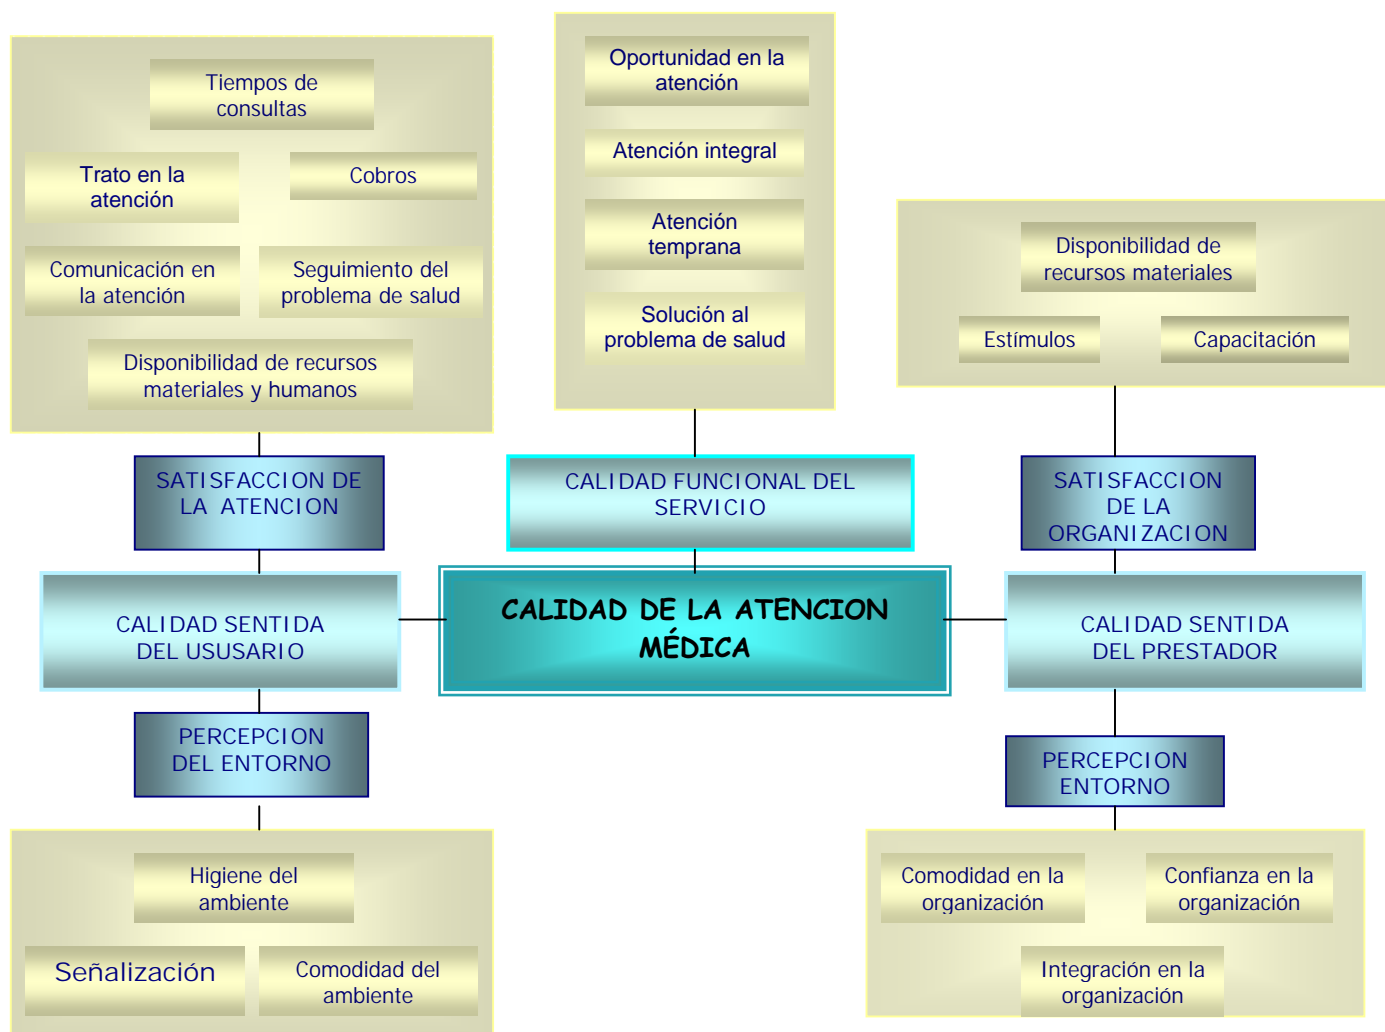 Tiempos de
consultas
Trato en la
atención
Cobros
Comunicación en
la atención
Seguimiento del
problema de salud
Disponibilidad de recursos
materiales y humanos
Oportunidad en la
atención
Atención integral
Atención
temprana
Solución al
problema de salud
Disponibilidad de
recursos materiales
Estímulos
Capacitación
SATISFACCION DE
LA ATENCION
CALIDAD FUNCIONAL DEL
SERVICIO
SATISFACCION
DE LA
ORGANIZACION
CALIDAD SENTIDA
DEL USUSARIO
CALIDAD DE LA ATENCION
MÉDICA
CALIDAD SENTIDA
DEL PRESTADOR
PERCEPCION
DEL ENTORNO
PERCEPCION
ENTORNO
Higiene del
ambiente
Señalización
Comodidad del
ambiente
Comodidad en la
organización
Confianza en la
organización
Integración en la
organización